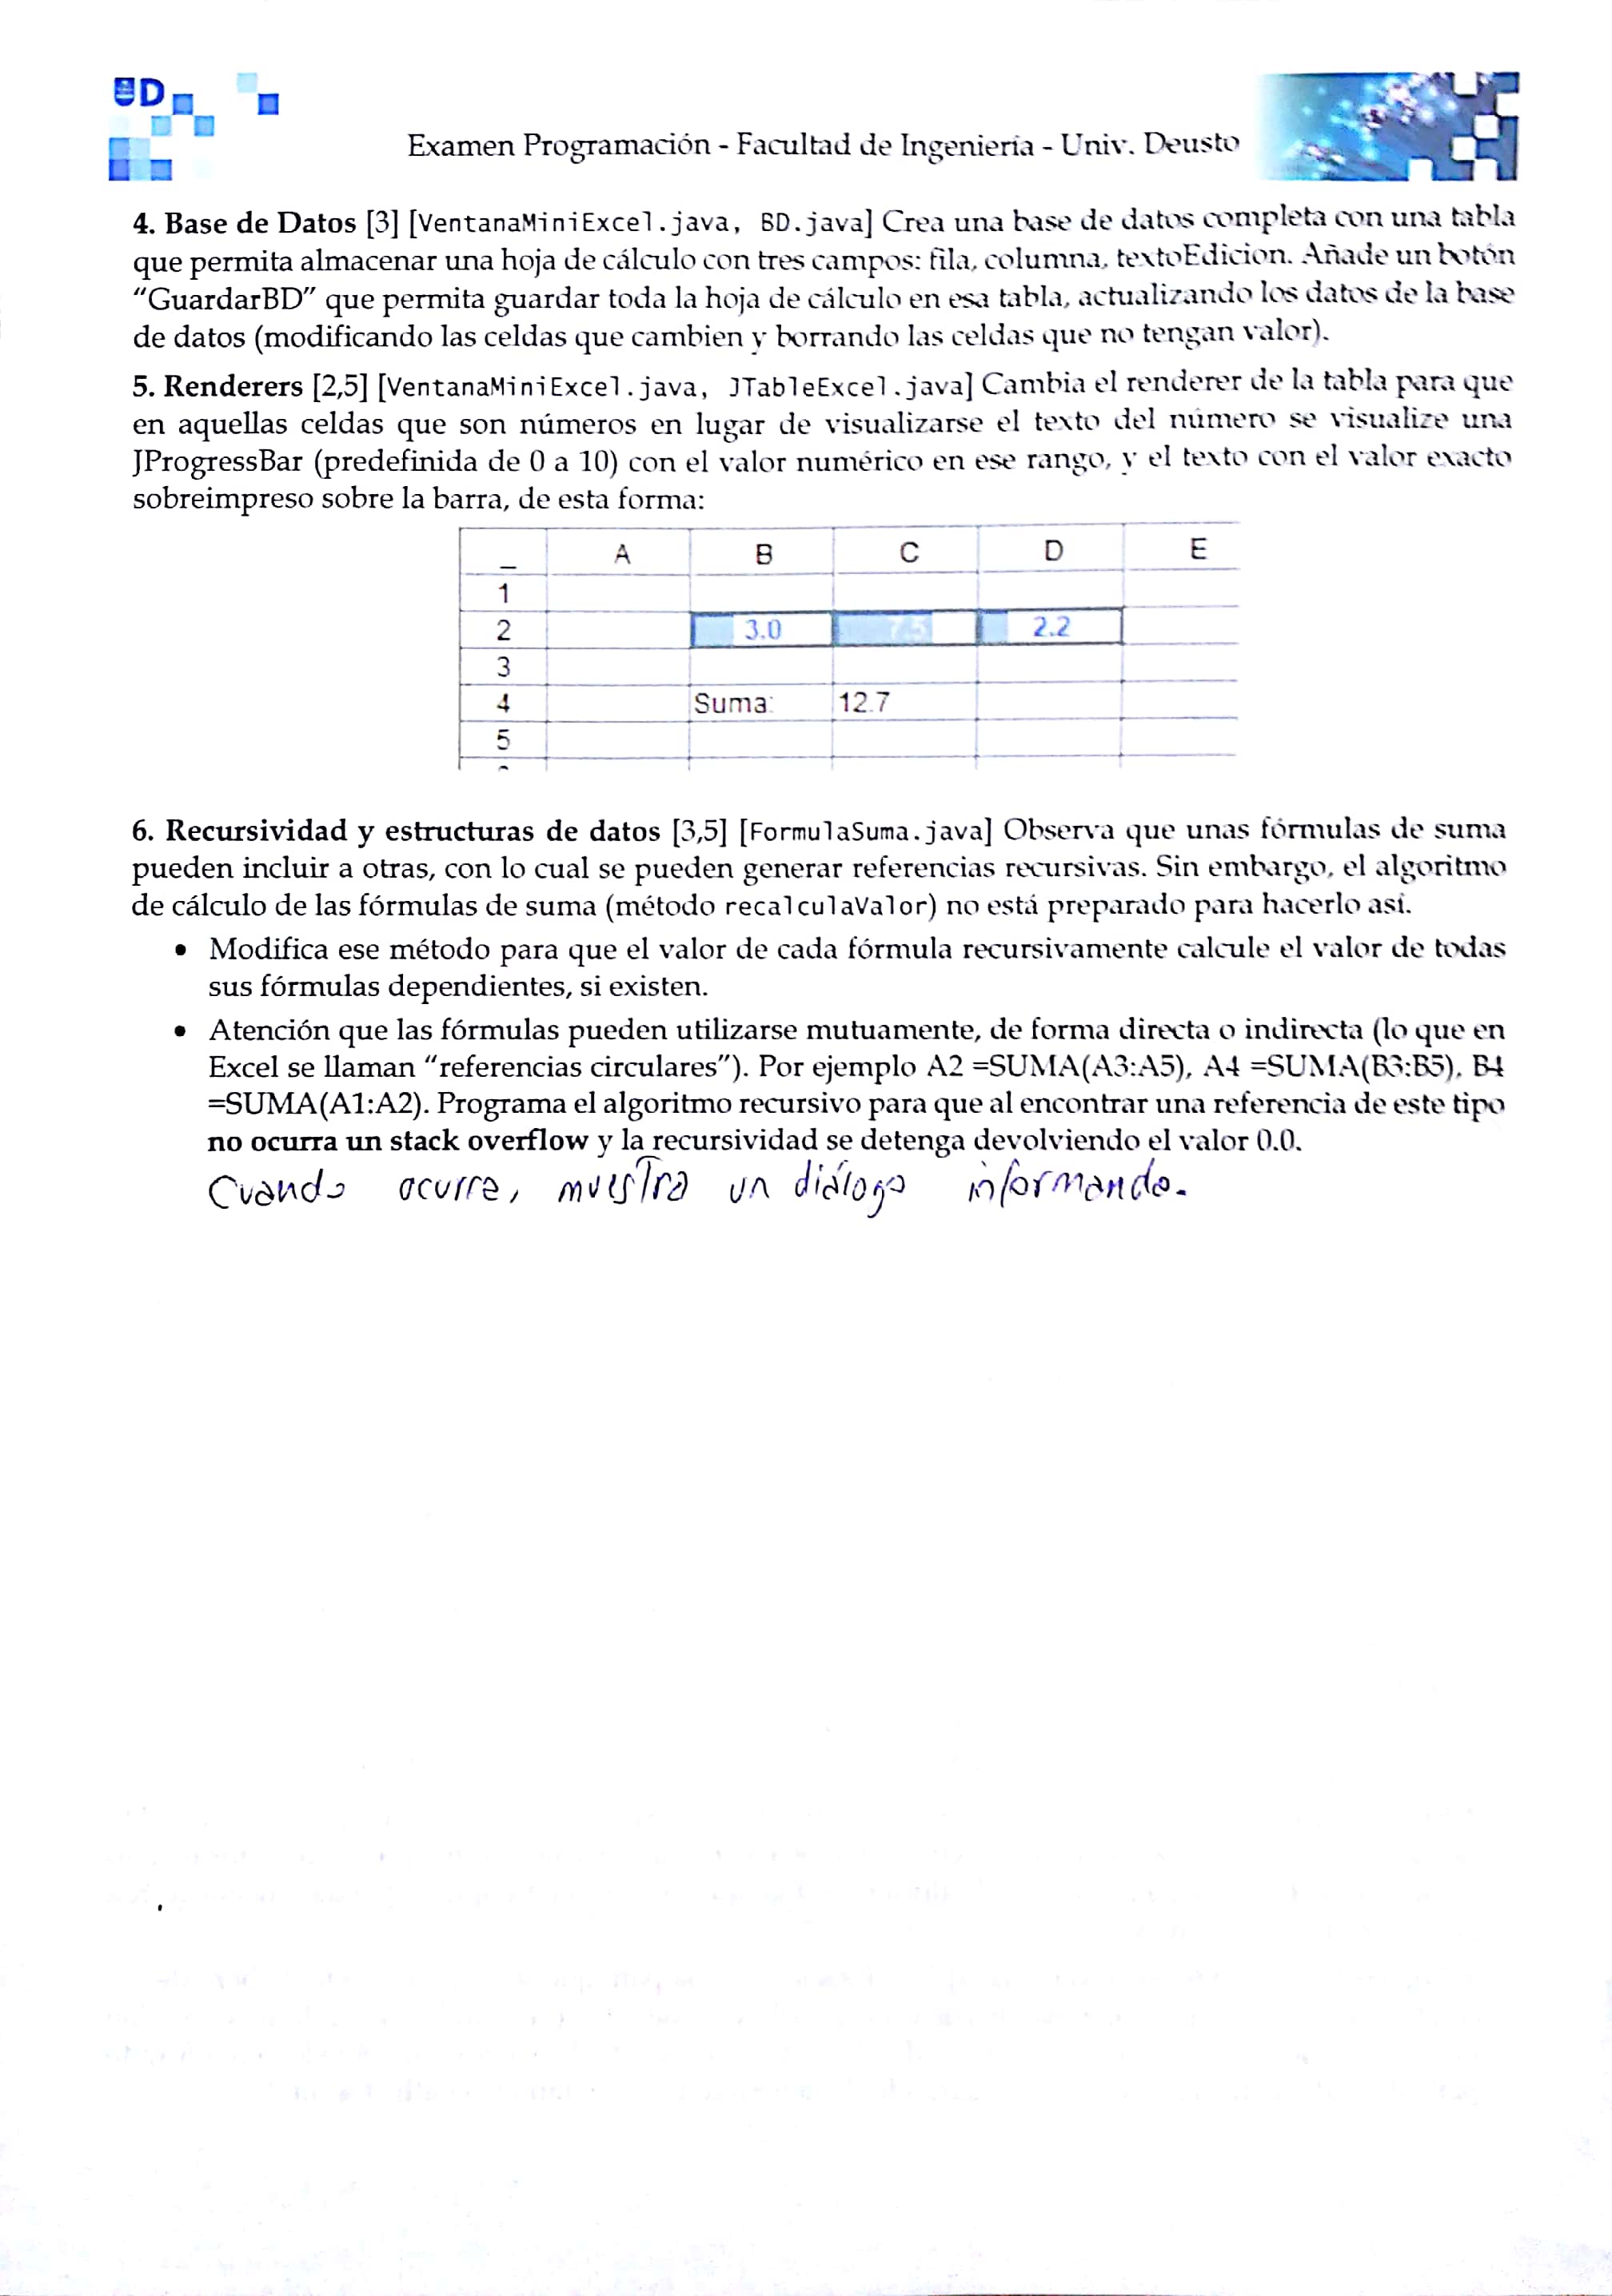 UD
Examen Programación - Facultad de Ingeniería - Univ. Deusto
4. Base de Datos [3] [VentanaMiniExcel.java, BD.java] Crea una base de datos completa con una tabla
que permita almacenar una hoja de cálculo con tres campos: fila, columna, textoEdicion. Añade un botón
“GuardarBD” que permita guardar toda la hoja de cálculo en esa tabla, actualizando los datos de la base
de datos (modificando las celdas que cambien y borrando las celdas que no tengan valor).
5. Renderers [2,5] [VentanaMiniExcel.java, JTableExcel.java] Cambia el renderer de la tabla para que
en aquellas celdas que son números en lugar de visualizarse el texto del número se visualize una
JProgressBar (predefinida de 0 a 10) con el valor numérico en ese rango, y el texto con el valor exacto
sobreimpreso sobre la barra, de esta forma:
_ A B C D E
1
2 3.0 7.5 2.2
3
4 Suma: 12.7
5
6. Recursividad y estructuras de datos [3,5] [FormulaSuma.java] Observa que unas fórmulas de suma
pueden incluir a otras, con lo cual se pueden generar referencias recursivas. Sin embargo, el algoritmo
de cálculo de las fórmulas de suma (método recalculaValor) no está preparado para hacerlo así.
• Modifica ese método para que el valor de cada fórmula recursivamente calcule el valor de todas
sus fórmulas dependientes, si existen.
• Atención que las fórmulas pueden utilizarse mutuamente, de forma directa o indirecta (lo que en
Excel se llaman “referencias circulares”). Por ejemplo A2 =SUMA(A3:A5), A4 =SUMA(B3:B5), B4
=SUMA(A1:A2). Programa el algoritmo recursivo para que al encontrar una referencia de este tipo
no ocurra un stack overflow y la recursividad se detenga devolviendo el valor 0.0.
Cuando ocurra, muestra un diálogo informando.